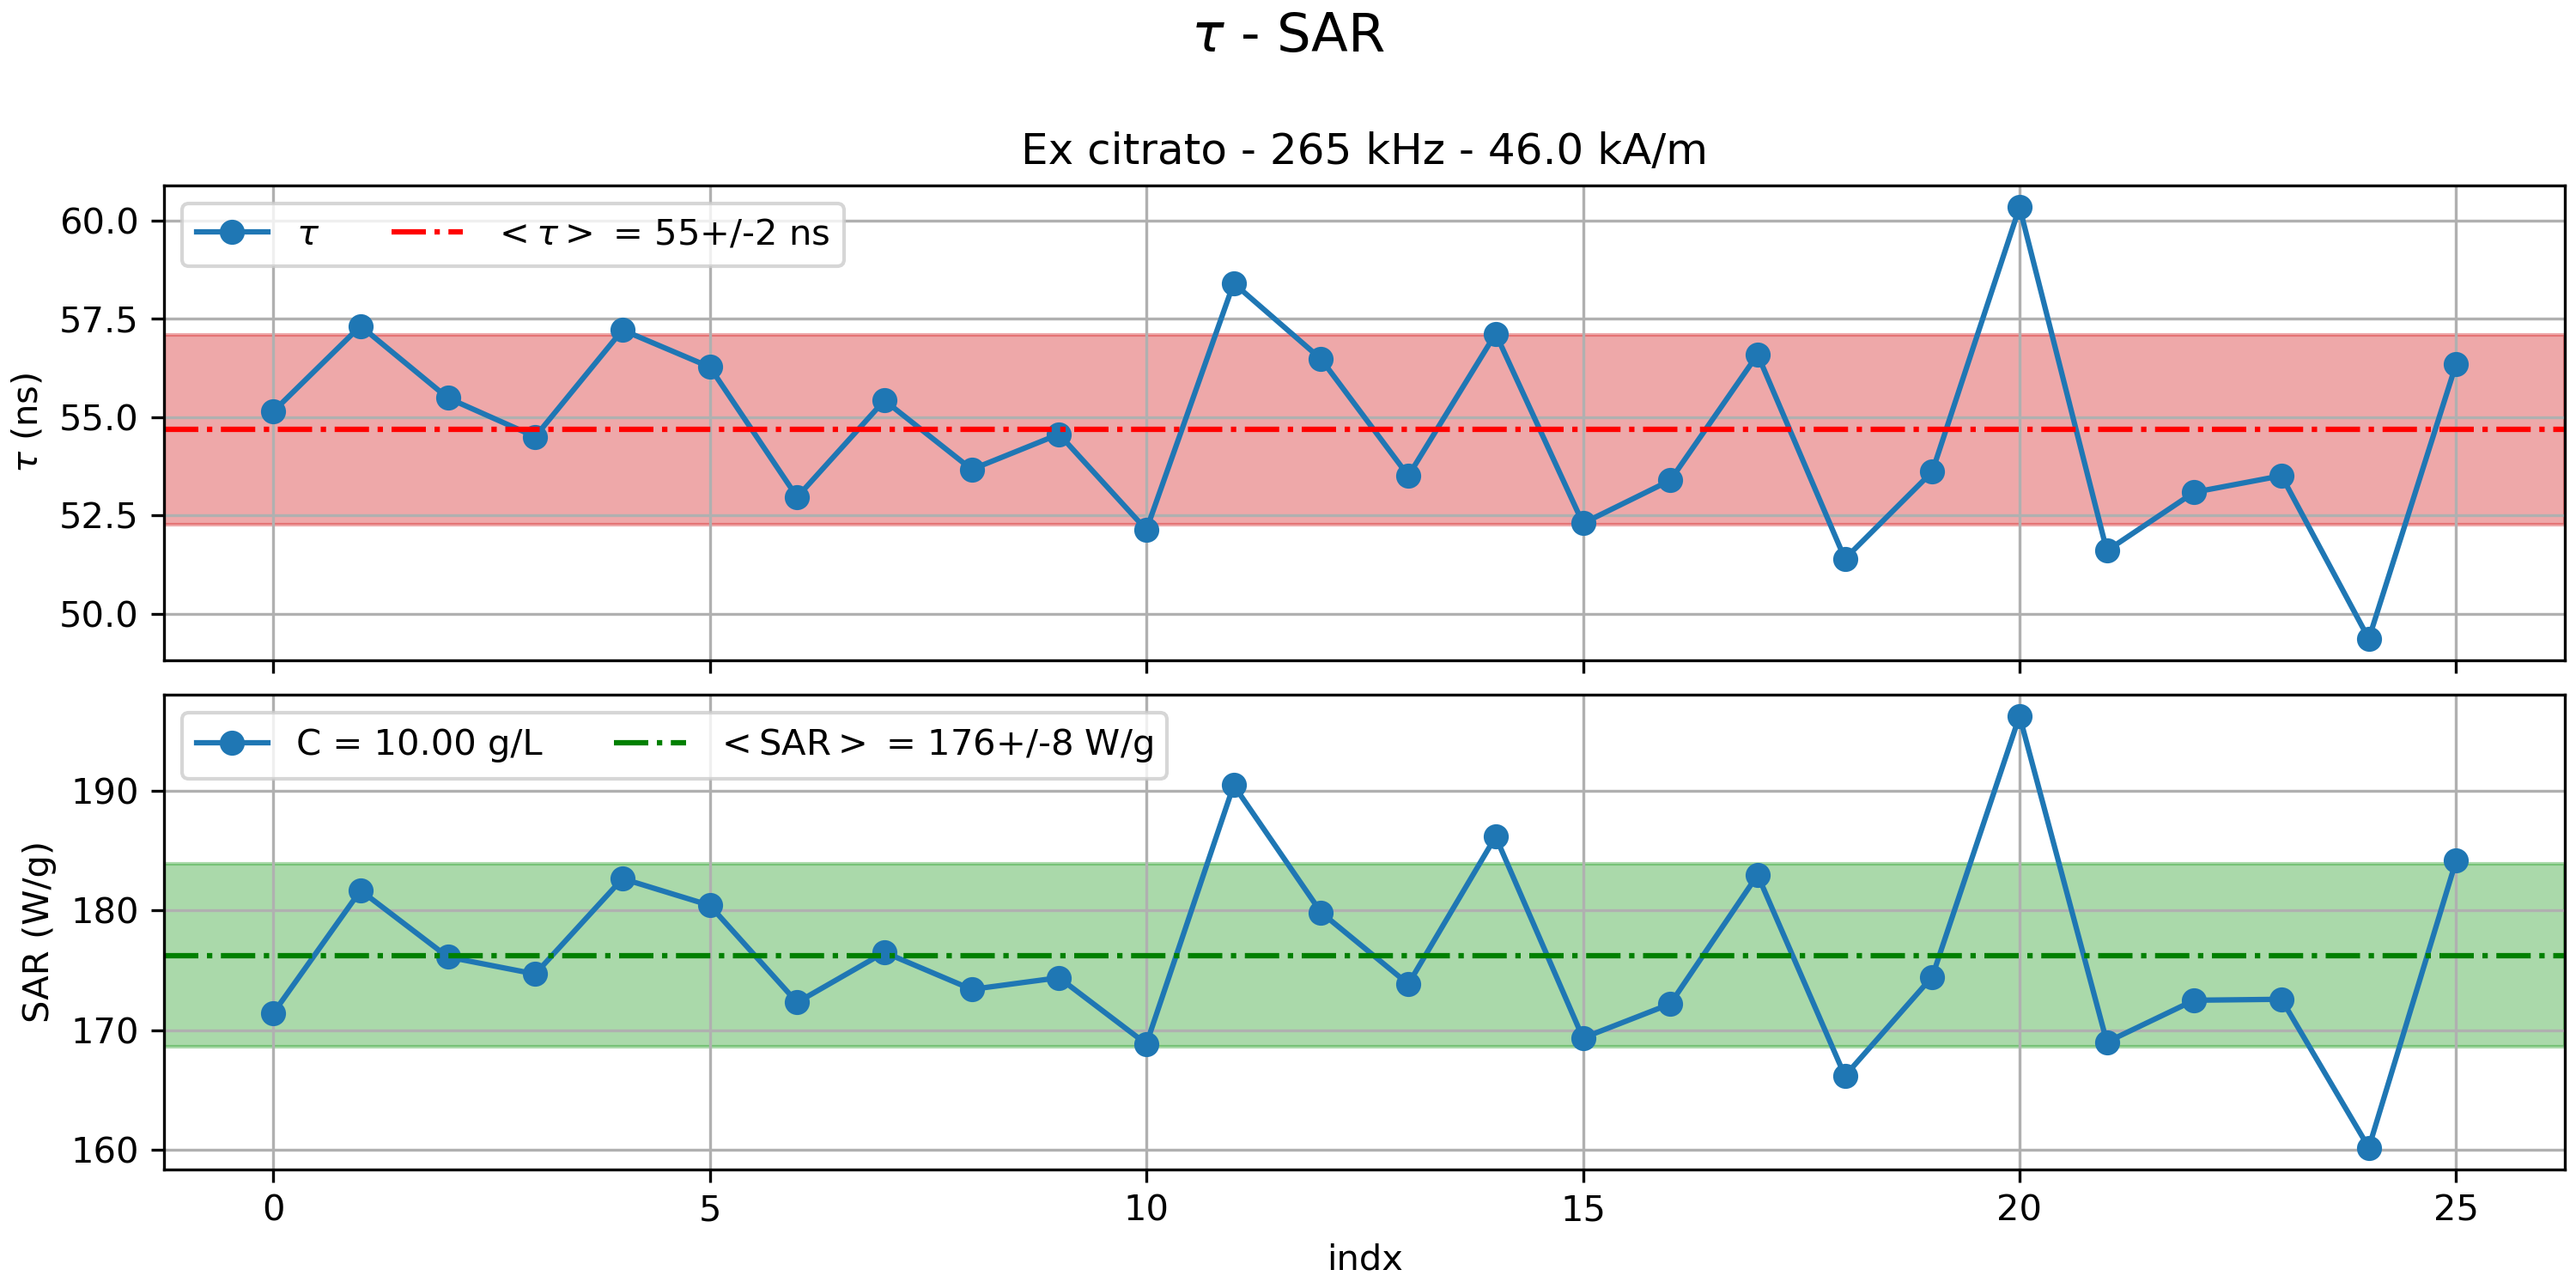 τ - SAR
Ex citrato - 265 kHz - 46.0 kA/m
τ <τ> = 55+/-2 ns
60.0
57.5
55.0
52.5
50.0
τ (ns)
C = 10.00 g/L <SAR> = 176+/-8 W/g
190
180
170
160
SAR (W/g)
0 5 10 15 20 25
indx